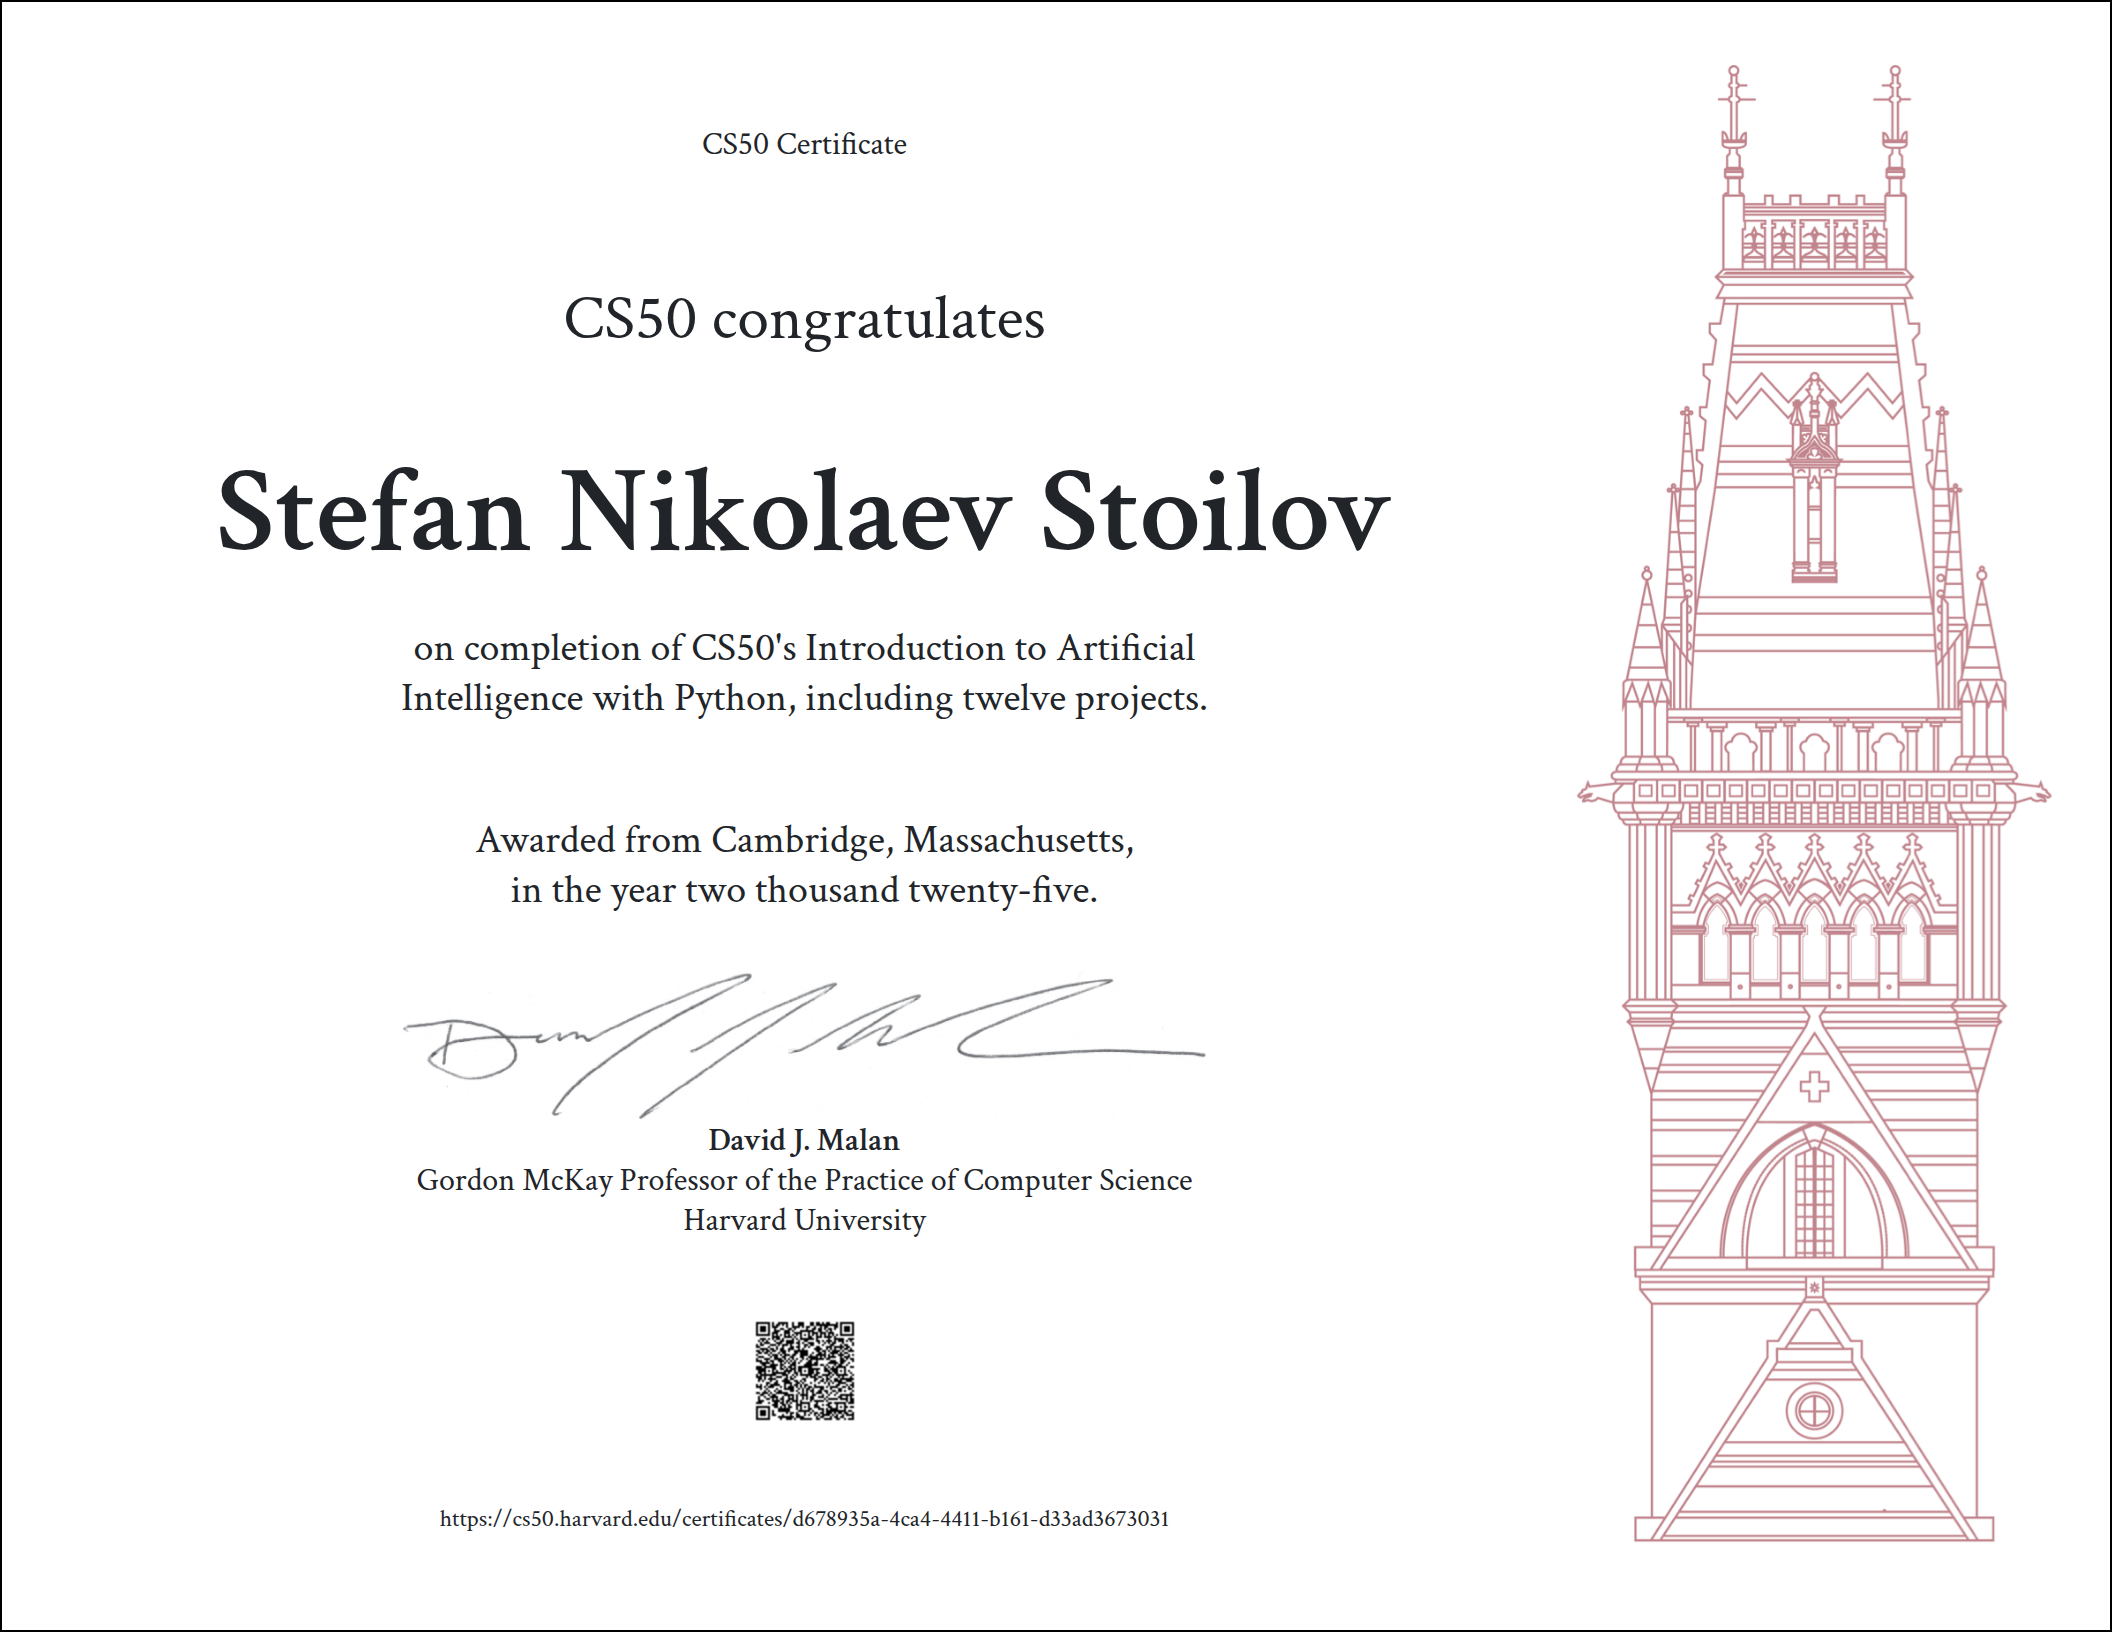 CS50 Certificate
CS50 congratulates
Stefan Nikolaev Stoilov
on completion of CS50's Introduction to Artificial
Intelligence with Python, including twelve projects.
Awarded from Cambridge, Massachusetts,
in the year two thousand twenty-five.
David J. Malan
Gordon McKay Professor of the Practice of Computer Science
Harvard University
https://cs50.harvard.edu/certificates/d678935a-4ca4-4411-b161-d33ad3673031